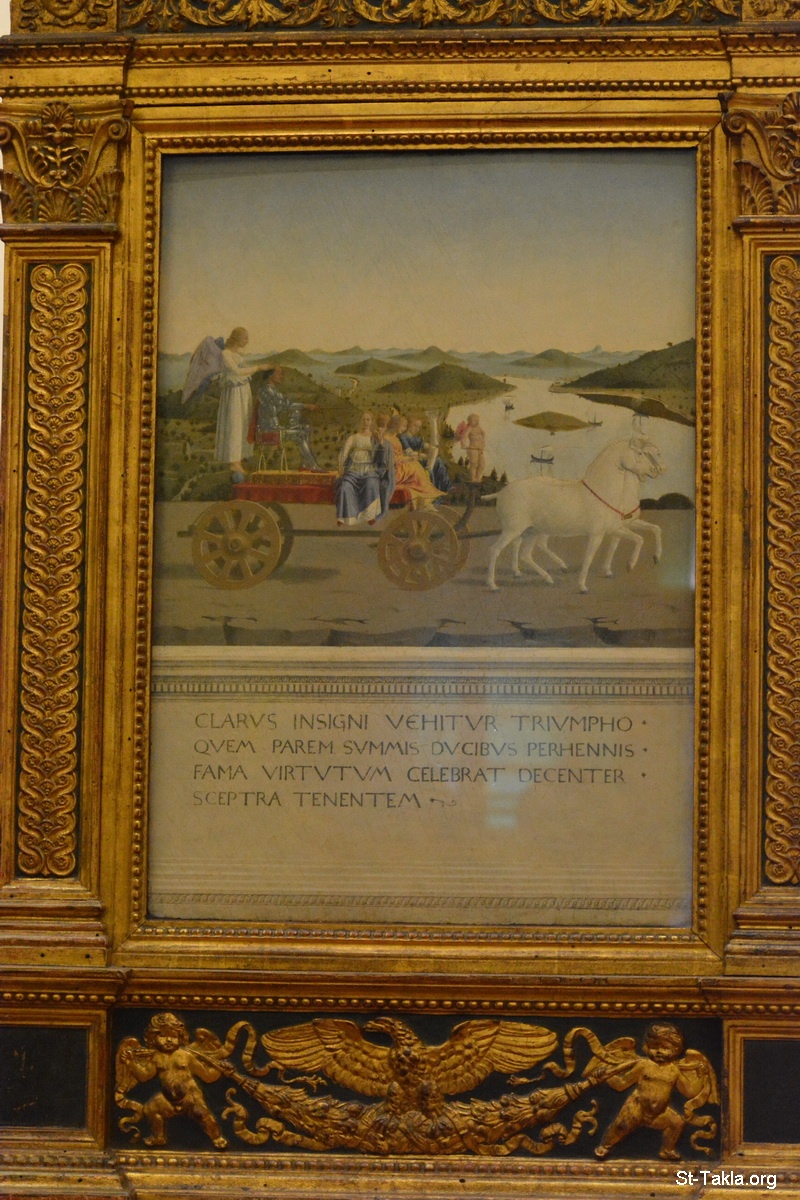 CLARVS INSIGNI VEHITVR TRIVMPHO ·
QVEM PAREM SVMMIS DVCIBVS PERHENNIS ·
FAMA VIRTVTVM CELEBRAT DECENTER ·
SCEPTRA TENENTEM ·
St-Takla.org